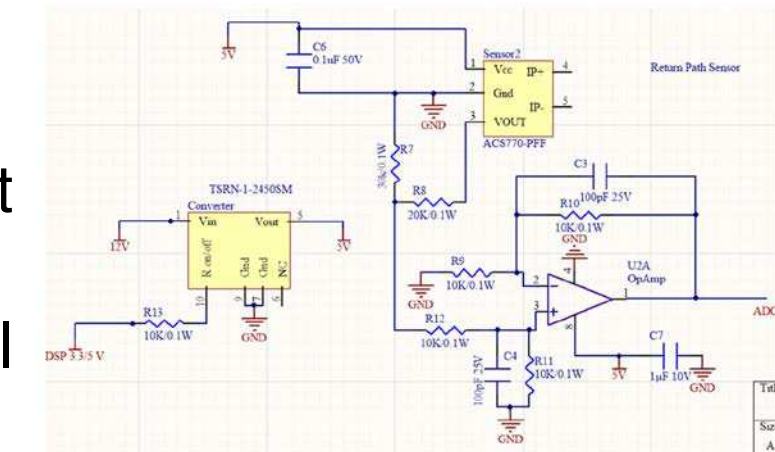 5V
C6
0.1uF 50V
Sensor2
1 Vcc IP+ 4
2 Gnd
IP- 5
3 VOUT
ACS770-PFF
Return Path Sensor
GND
R7
30k/0.1W
R8
20K/0.1W
t
l
TSRN-1-2450SM
Converter
1 Vin Vout 5
12V
5V
R on/off
Gnd
Gnd
NC
10
9
7
6
R13
10K/0.1W
GND
DSP 3.3/5 V
C3
100pF 25V
R10
10K/0.1W
GND
4
U2A
OpAmp
R9
10K/0.1W
GND
2
3
1
8
ADC
R12
10K/0.1W
C4
100pF 25V
R11
10K/0.1W
GND
5V
C7
1µF 10V
GND
A